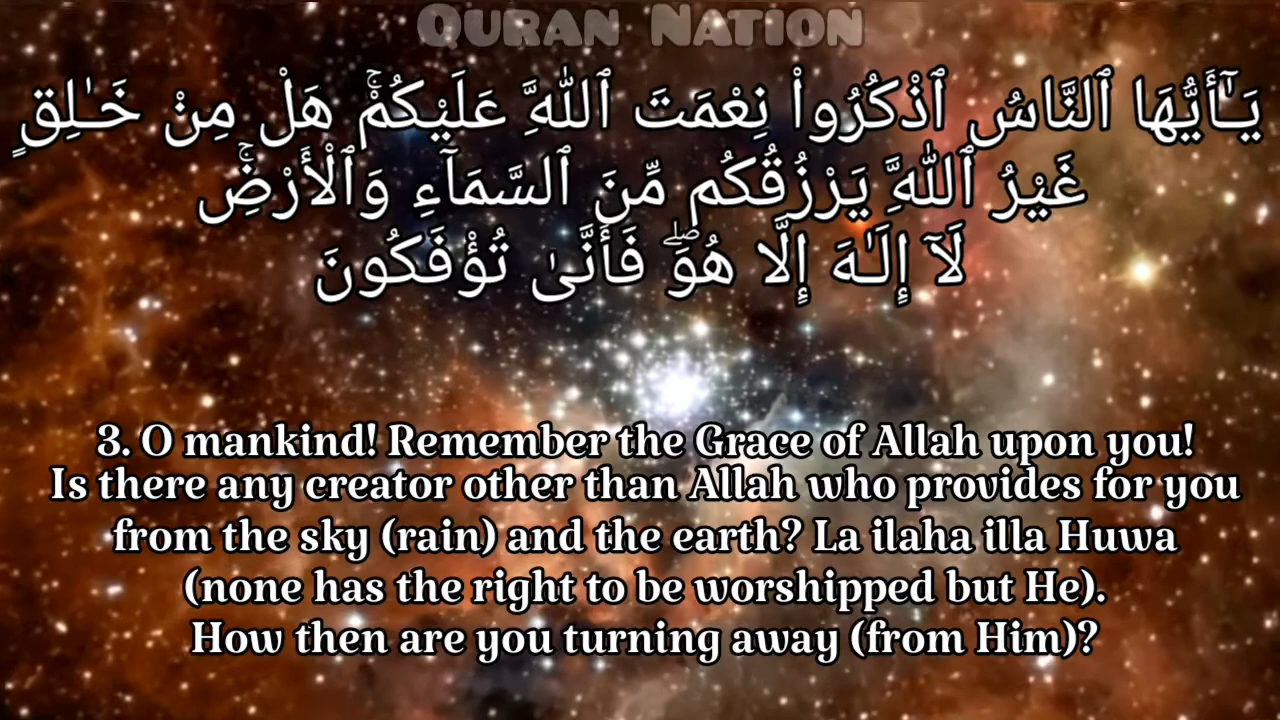 QURAN NATION
يَـٰٓأَيُّهَا ٱلنَّاسُ ٱذْكُرُوا۟ نِعْمَتَ ٱللَّهِ عَلَيْكُمْ ۚ هَلْ مِنْ خَـٰلِقٍ
غَيْرُ ٱللَّهِ يَرْزُقُكُم مِّنَ ٱلسَّمَآءِ وَٱلْأَرْضِ ۚ
لَآ إِلَـٰهَ إِلَّا هُوَ ۖ فَأَنَّىٰ تُؤْفَكُونَ
3. O mankind! Remember the Grace of Allah upon you!
Is there any creator other than Allah who provides for you
from the sky (rain) and the earth? La ilaha illa Huwa
(none has the right to be worshipped but He).
How then are you turning away (from Him)?